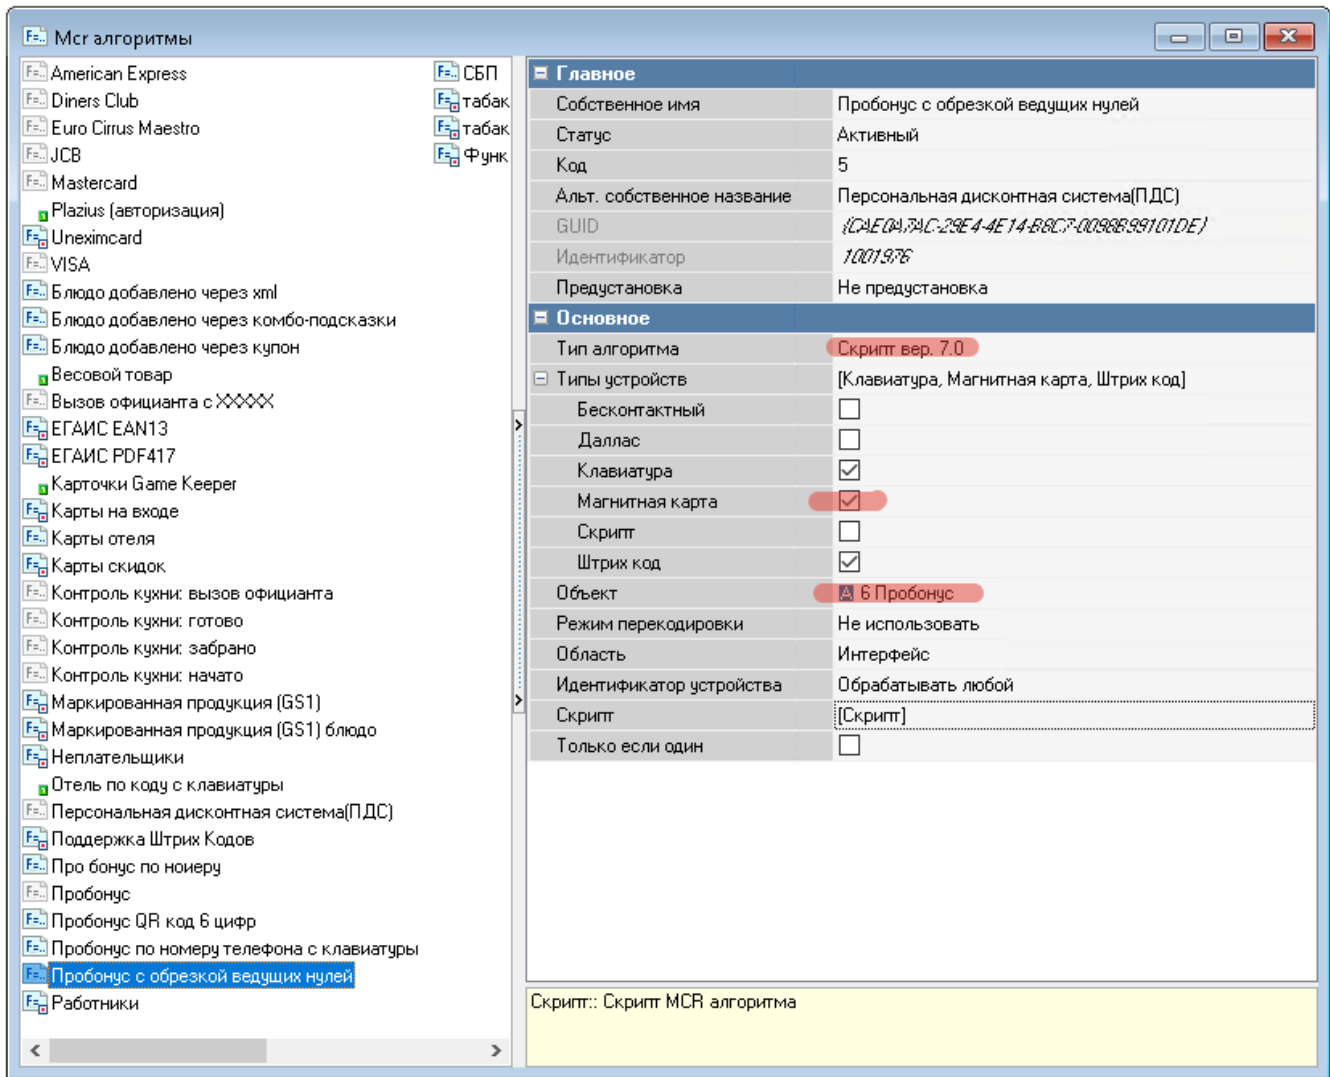 Mcr алгоритмы
American Express
Diners Club
Euro Cirrus Maestro
JCB
Mastercard
Plazius (авторизация)
Uneximcard
VISA
Блюдо добавлено через xml
Блюдо добавлено через комбо-подсказки
Блюдо добавлено через купон
Весовой товар
Вызов официанта с XXXXX
ЕГАИС EAN13
ЕГАИС PDF417
Карточки Game Keeper
Карты на входе
Карты отеля
Карты скидок
Контроль кухни: вызов официанта
Контроль кухни: готово
Контроль кухни: забрано
Контроль кухни: начато
Маркированная продукция (GS1)
Маркированная продукция (GS1) блюдо
Неплательщики
Отель по коду с клавиатуры
Персональная дисконтная система(ПДС)
Поддержка Штрих Кодов
Про бонус по ноиеру
Пробонус
Пробонус QR код 6 цифр
Пробонус по номеру телефона с клавиатуры
Пробонус с обрезкой ведущих нулей
Работники
СБП
табак
табак
Функ
Главное
Собственное имя Пробонус с обрезкой ведущих нулей
Статус Активный
Код 5
Альт. собственное название Персональная дисконтная система(ПДС)
GUID {CAE0A7AC-29E4-4E14-B8C7-0098B99101DE}
Идентификатор 1001976
Предустановка Не предустановка
Основное
Тип алгоритма Скрипт вер. 7.0
Типы устройств [Клавиатура, Магнитная карта, Штрих код]
Бесконтактный
Даллас
Клавиатура
Магнитная карта
Скрипт
Штрих код
Объект A 6 Пробонус
Режим перекодировки Не использовать
Область Интерфейс
Идентификатор устройства Обрабатывать любой
Скрипт [Скрипт]
Только если один
Скрипт:: Скрипт MCR алгоритма